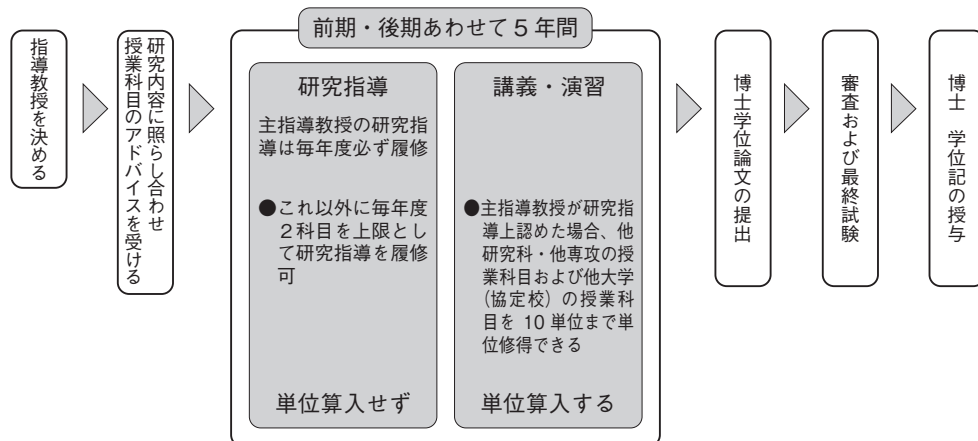 指導教授を決める
研究内容に照らし合わせ
授業科目のアドバイスを受ける
前期・後期あわせて５年間
研究指導
主指導教授の研究指
導は毎年度必ず履修
●これ以外に毎年度
２科目を上限とし
て研究指導を履修
可
単位算入せず
講義・演習
●主指導教授が研究指
導上認めた場合、他
研究科・他専攻の授
業科目および他大学
(協定校)の授業科
目を 10 単位まで単
位修得できる
単位算入する
博士学位論文の提出
審査および最終試験
博士　学位記の授与